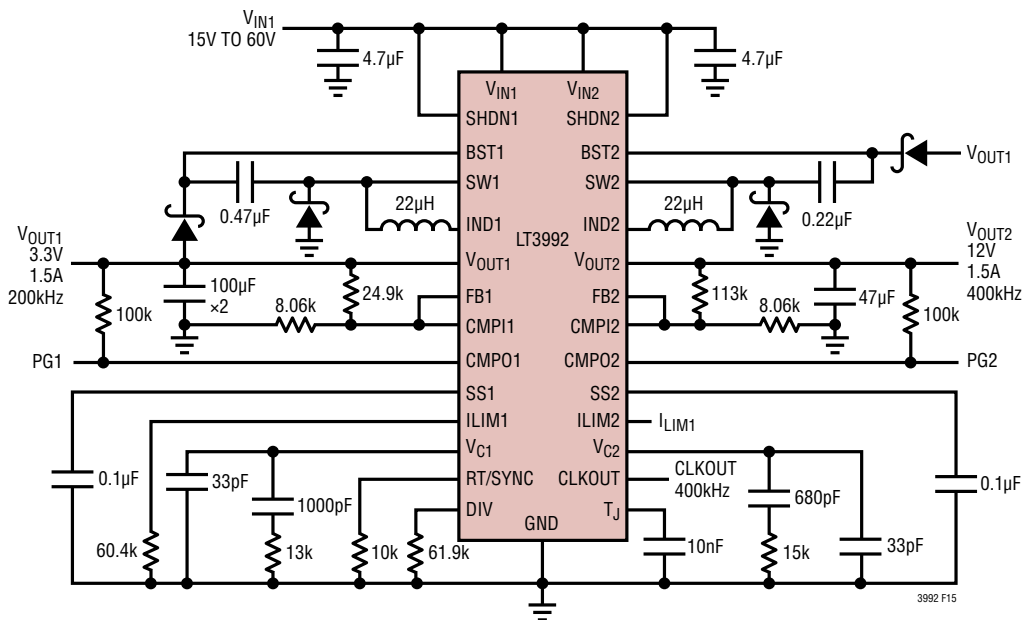 VIN1
15V TO 60V
4.7µF
4.7µF
VIN1
VIN2
SHDN1
SHDN2
BST1
BST2
VOUT1
SW1
SW2
0.47µF
22µH
22µH
0.22µF
IND1
IND2
LT3992
VOUT1
3.3V
1.5A
200kHz
VOUT1
VOUT2
VOUT2
12V
1.5A
400kHz
100µF
×2
24.9k
FB1
FB2
113k
47µF
100k
8.06k
CMPI1
CMPI2
8.06k
100k
PG1
CMPO1
CMPO2
PG2
SS1
SS2
ILIM1
ILIM2
ILIM1
VC1
VC2
0.1µF
33pF
RT/SYNC
CLKOUT
CLKOUT
400kHz
0.1µF
1000pF
680pF
DIV
TJ
GND
60.4k
13k
10k
61.9k
10nF
15k
33pF
3992 F15